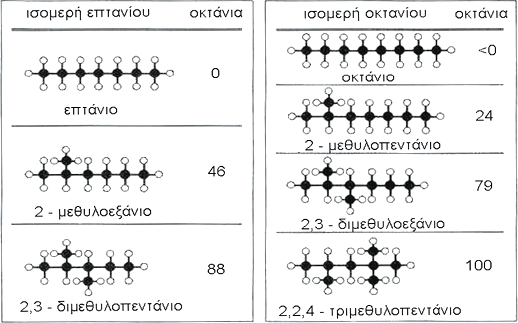 ισομερή επτανίου οκτάνια
0
επτάνιο
46
2 - μεθυλοεξάνιο
88
2,3 - διμεθυλοπεντάνιο
ισομερή οκτανίου οκτάνια
<0
οκτάνιο
24
2 - μεθυλοπεντάνιο
79
2,3 - διμεθυλοεξάνιο
100
2,2,4 - τριμεθυλοπεντάνιο